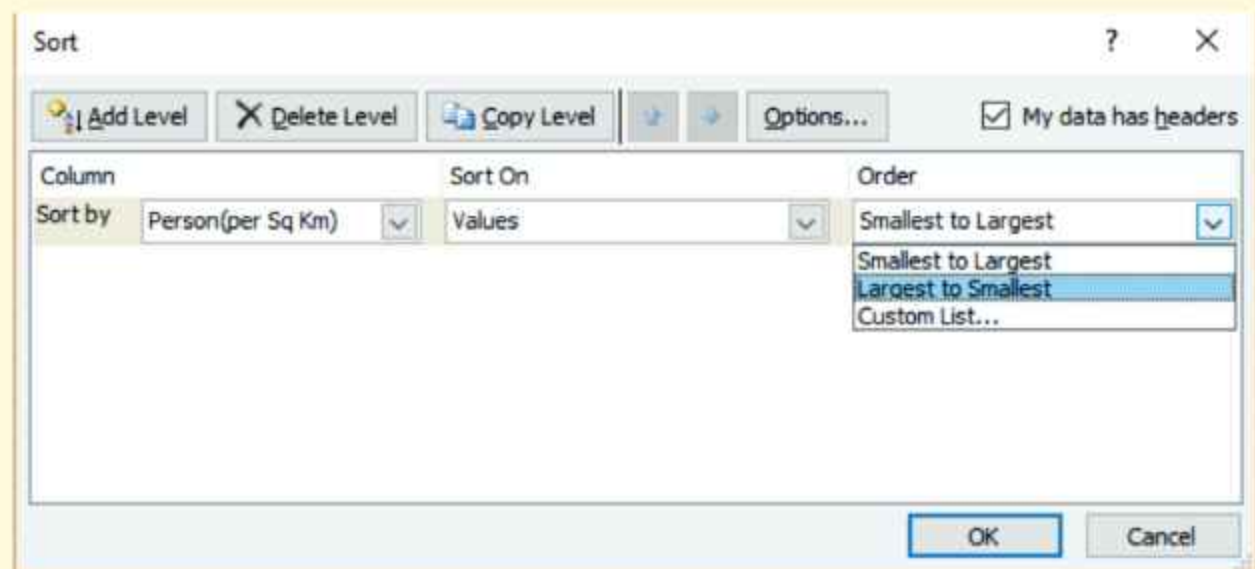 Sort ?
Add Level Delete Level Copy Level Options... My data has headers
Column Sort On Order
Sort by Person(per Sq Km) Values Smallest to Largest
Smallest to Largest
Largest to Smallest
Custom List...
OK Cancel